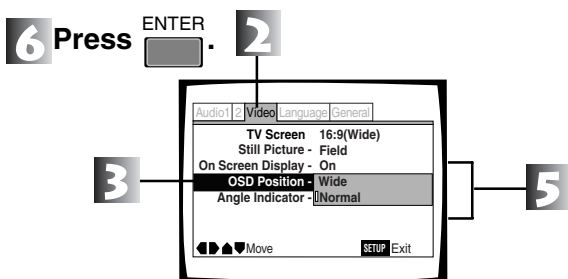 6 Press ENTER .
2
Audio1 2 Video Language General
TV Screen 16:9(Wide)
Still Picture - Field
On Screen Display - On
3
OSD Position - Wide
5
Angle Indicator - Normal
Move SETUP Exit